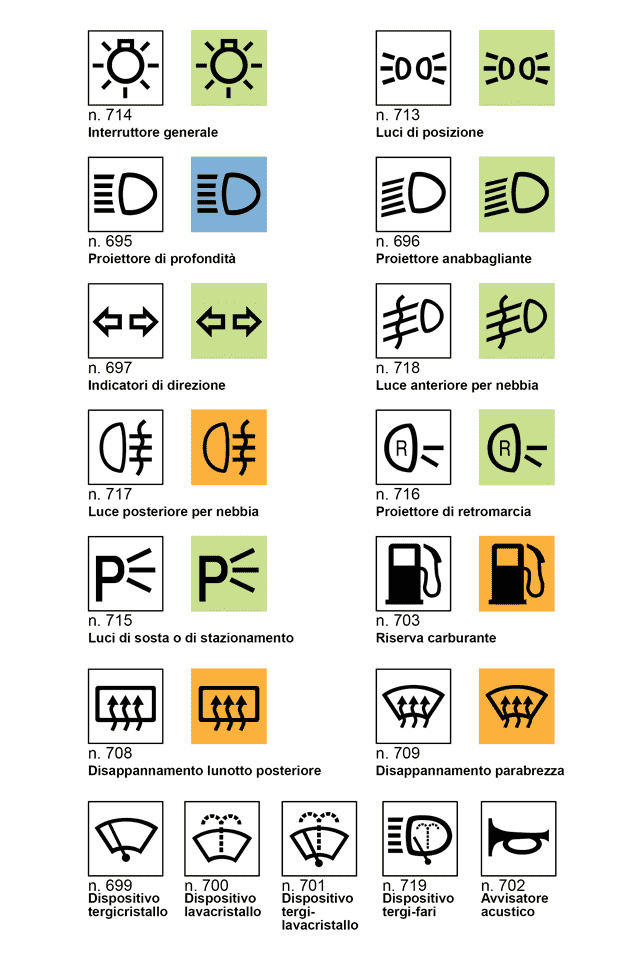 n. 714
Interruttore generale
n. 713
Luci di posizione
n. 695
Proiettore di profondità
n. 696
Proiettore anabbagliante
n. 697
Indicatori di direzione
n. 718
Luce anteriore per nebbia
n. 717
Luce posteriore per nebbia
R
R
n. 716
Proiettore di retromarcia
P
P
n. 715
Luci di sosta o di stazionamento
n. 703
Riserva carburante
n. 708
Disappannamento lunotto posteriore
n. 709
Disappannamento parabrezza
n. 699
Dispositivo
tergicristallo
n. 700
Dispositivo
lavacristallo
n. 701
Dispositivo
tergi-
lavacristallo
n. 719
Dispositivo
tergi-fari
n. 702
Avvisatore
acustico